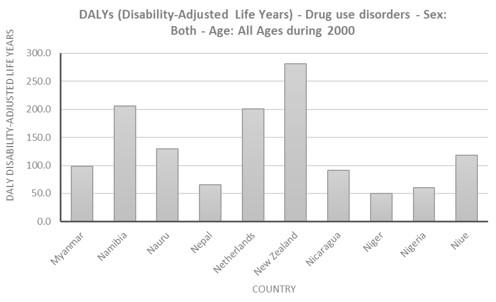 DALYs (Disability-Adjusted Life Years) - Drug use disorders - Sex:
Both - Age: All Ages during 2000
DALY DISABILITY-ADJUSTED LIFE YEARS
300.0
250.0
200.0
150.0
100.0
50.0
0.0
Myanmar
Namibia
Nauru
Nepal
Netherlands
New Zealand
Nicaragua
Niger
Nigeria
Niue
COUNTRY